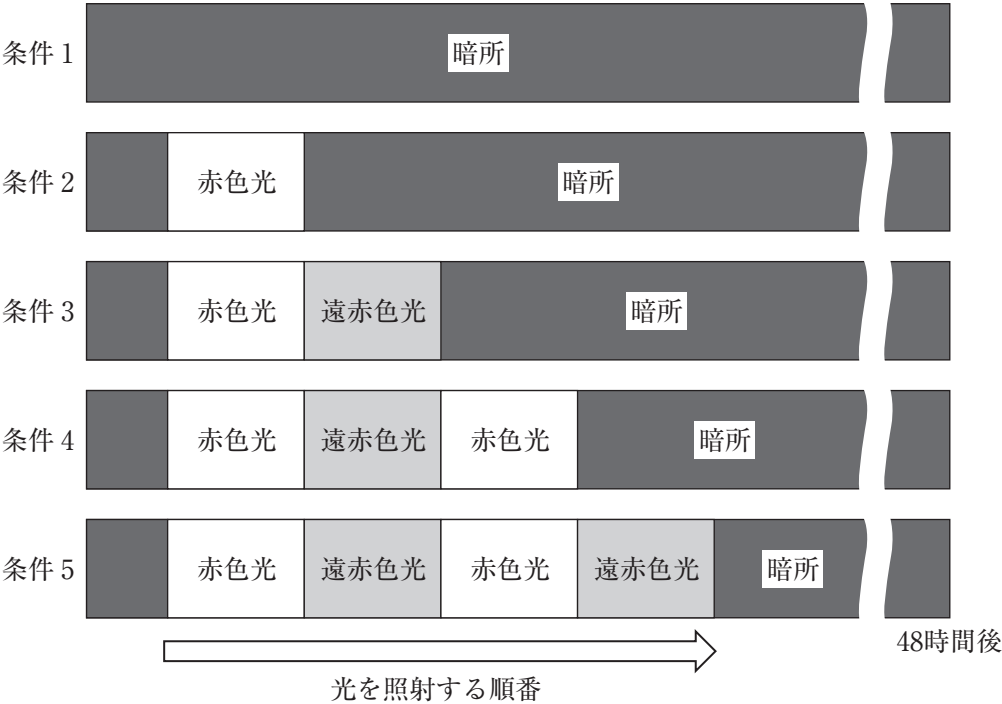 条件1 暗所
条件2 赤色光 暗所
条件3 赤色光 遠赤色光 暗所
条件4 赤色光 遠赤色光 赤色光 暗所
条件5 赤色光 遠赤色光 赤色光 遠赤色光 暗所
48時間後
光を照射する順番